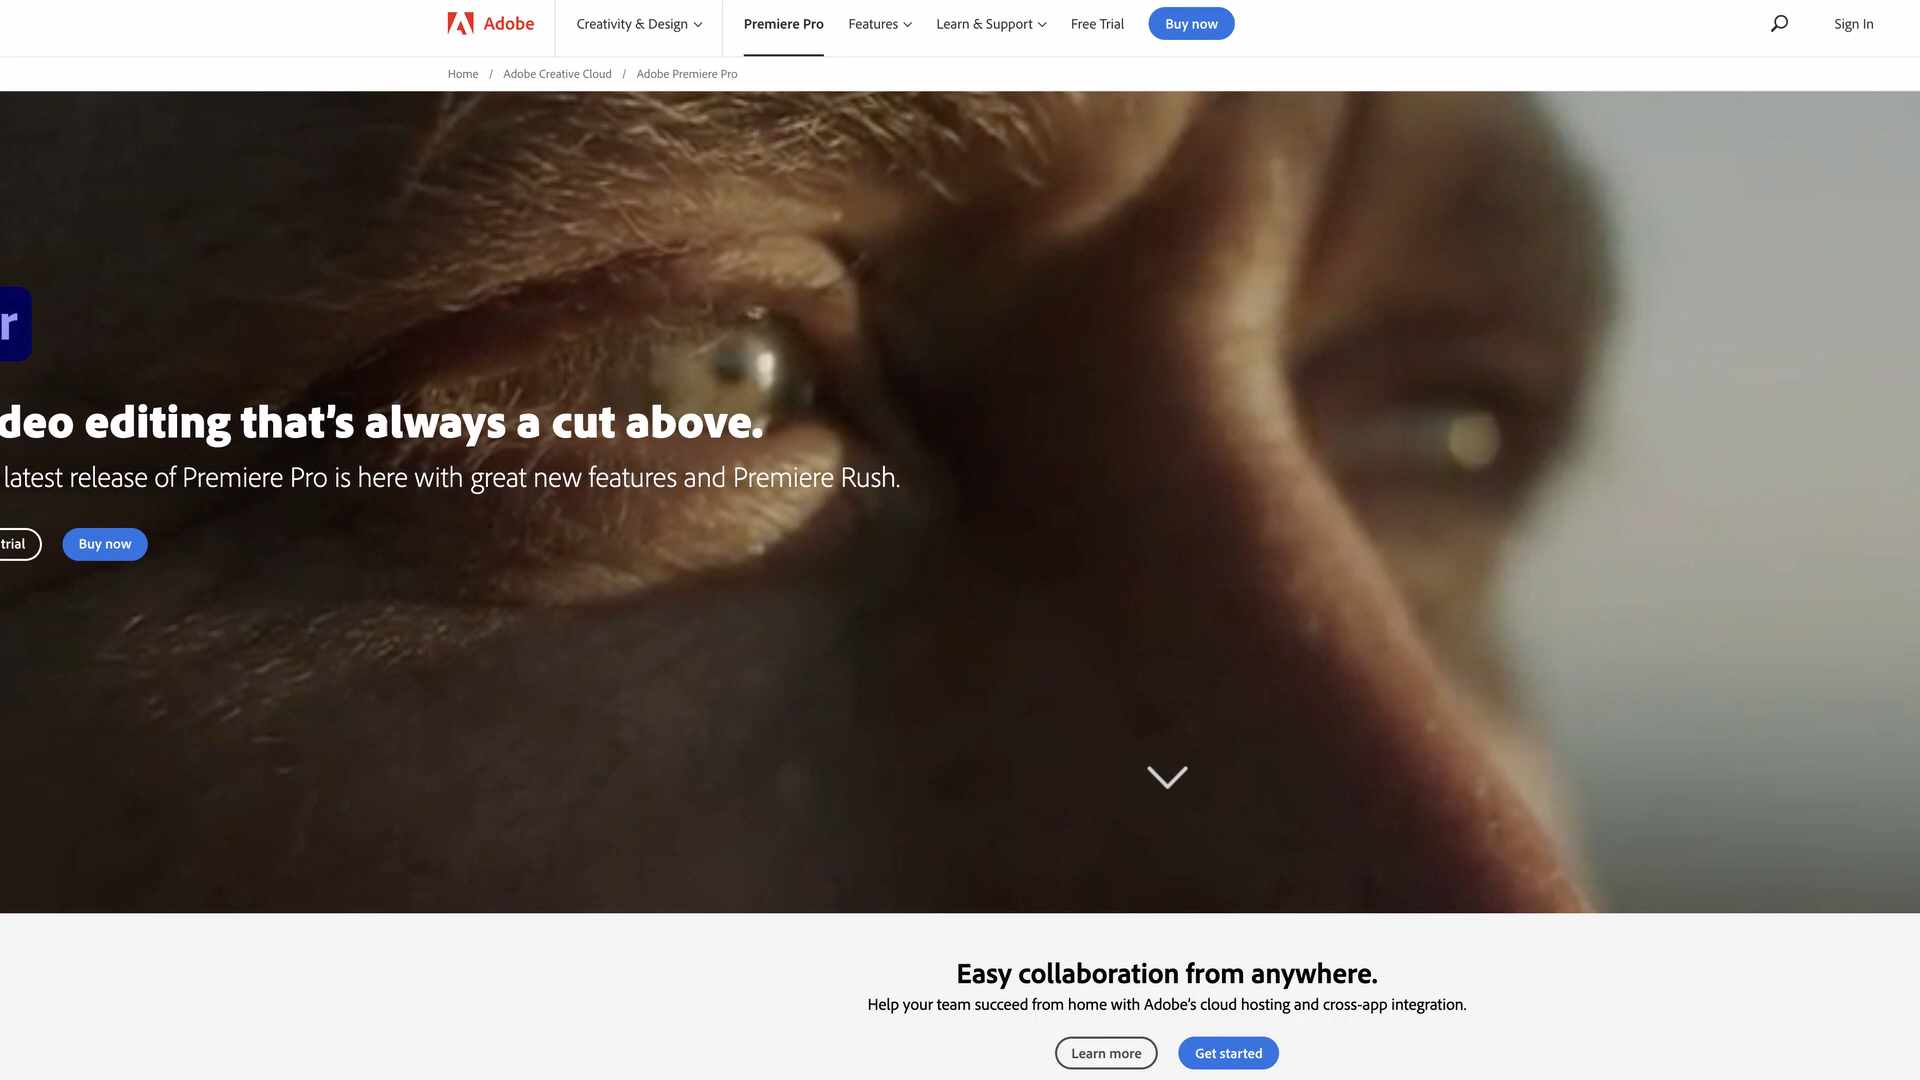 Adobe
Creativity & Design
Premiere Pro
Features
Learn & Support
Free Trial
Buy now
Sign In
Home / Adobe Creative Cloud / Adobe Premiere Pro
r
deo editing that's always a cut above.
latest release of Premiere Pro is here with great new features and Premiere Rush.
trial
Buy now
Easy collaboration from anywhere.
Help your team succeed from home with Adobe's cloud hosting and cross-app integration.
Learn more
Get started